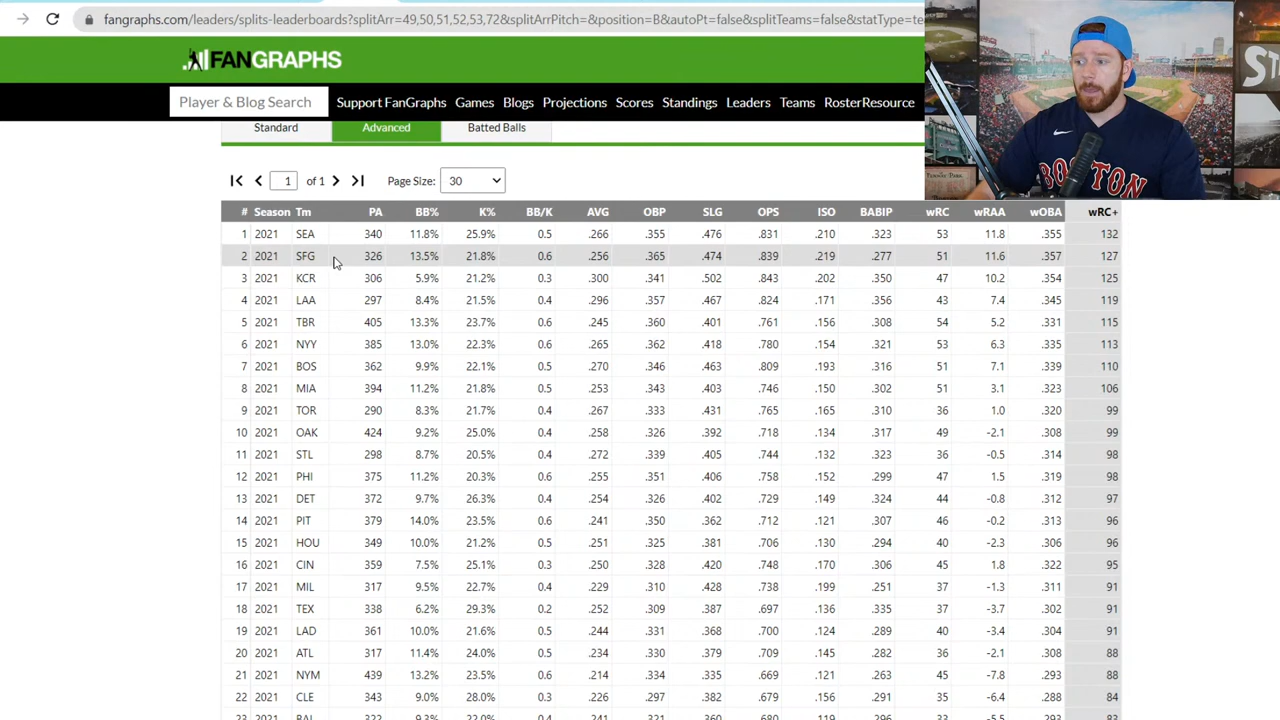 fangraphs.com/leaders/splits-leaderboards?splitArr=49,50,51,52,53,72&splitArrPitch=&position=B&autoPt=false&splitTeams=false&statType=te
FANGRAPHS
Player & Blog Search Support FanGraphs Games Blogs Projections Scores Standings Leaders Teams RosterResource
Standard Advanced Batted Balls
1 of 1 Page Size: 30
# Season Tm PA BB% K% BB/K AVG OBP SLG OPS ISO BABIP wRC wRAA wOBA wRC+
1 2021 SEA 340 11.8% 25.9% 0.5 .266 .355 .476 .831 .210 .323 53 11.8 .355 132
2 2021 SFG 326 13.5% 21.8% 0.6 .256 .365 .474 .839 .219 .277 51 11.6 .357 127
3 2021 KCR 306 5.9% 21.2% 0.3 .300 .341 .502 .843 .202 .350 47 10.2 .354 125
4 2021 LAA 297 8.4% 21.5% 0.4 .296 .357 .467 .824 .171 .356 43 7.4 .345 119
5 2021 TBR 405 13.3% 23.7% 0.6 .245 .360 .401 .761 .156 .308 54 5.2 .331 115
6 2021 NYY 385 13.0% 22.3% 0.6 .265 .362 .418 .780 .154 .321 53 6.3 .335 113
7 2021 BOS 362 9.9% 22.1% 0.5 .270 .346 .463 .809 .193 .316 51 7.1 .339 110
8 2021 MIA 394 11.2% 21.8% 0.5 .253 .343 .403 .746 .150 .302 51 3.1 .323 106
9 2021 TOR 290 8.3% 21.7% 0.4 .267 .333 .431 .765 .165 .310 36 1.0 .320 99
10 2021 OAK 424 9.2% 25.0% 0.4 .258 .326 .392 .718 .134 .317 49 -2.1 .308 99
11 2021 STL 298 8.7% 20.5% 0.4 .272 .339 .405 .744 .132 .323 36 -0.5 .314 98
12 2021 PHI 375 11.2% 20.3% 0.6 .255 .351 .406 .758 .152 .299 47 1.5 .319 98
13 2021 DET 372 9.7% 26.3% 0.4 .254 .326 .402 .729 .149 .324 44 -0.8 .312 97
14 2021 PIT 379 14.0% 23.5% 0.6 .241 .350 .362 .712 .121 .307 46 -0.2 .313 96
15 2021 HOU 349 10.0% 21.2% 0.5 .251 .325 .381 .706 .130 .294 40 -2.3 .306 96
16 2021 CIN 359 7.5% 25.1% 0.3 .250 .328 .420 .748 .170 .306 45 1.8 .322 95
17 2021 MIL 317 9.5% 22.7% 0.4 .229 .310 .428 .738 .199 .251 37 -1.3 .311 91
18 2021 TEX 338 6.2% 29.3% 0.2 .252 .309 .387 .697 .136 .335 37 -3.7 .302 91
19 2021 LAD 361 10.0% 21.6% 0.5 .244 .331 .368 .700 .124 .289 40 -3.4 .304 91
20 2021 ATL 317 11.4% 24.0% 0.5 .234 .330 .379 .709 .145 .282 36 -2.1 .308 88
21 2021 NYM 439 13.2% 23.5% 0.6 .214 .334 .335 .669 .121 .263 45 -7.8 .293 88
22 2021 CLE 343 9.0% 28.0% 0.3 .226 .297 .382 .679 .156 .291 35 -6.4 .288 84
23 2021 BAL 322 9.3% 22.0% 0.4 .241 .321 .360 .680 .119 .296 33 -5.5 .299 83
BOSTON